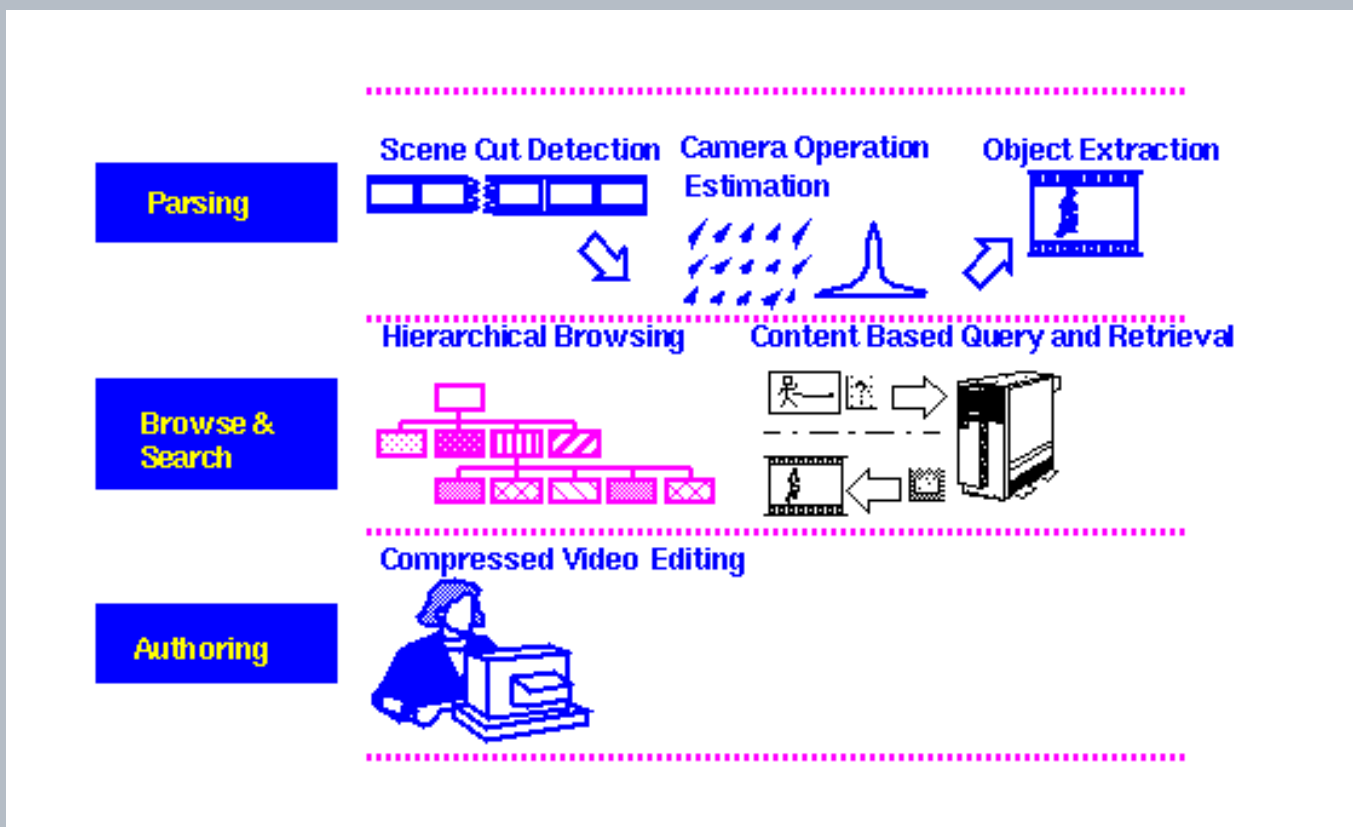 Scene Cut Detection
Camera Operation
Estimation
Object Extraction
Parsing
Hierarchical Browsing
Content Based Query and Retrieval
Browse &
Search
Compressed Video Editing
Authoring